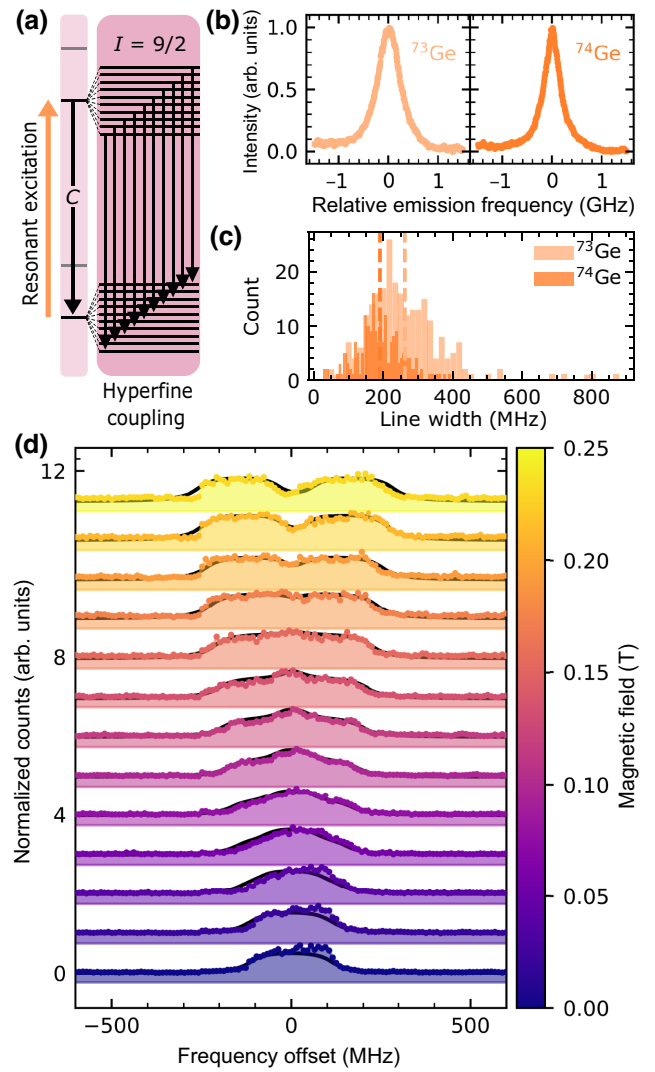 (a)
I = 9/2
Resonant excitation
C
Hyperfine
coupling
(b)
Intensity (arb. units)
1.0
0.5
0.0
⁷³Ge
⁷⁴Ge
−1 0 1 −1 0 1
Relative emission frequency (GHz)
(c)
Count
20
10
0
⁷³Ge
⁷⁴Ge
0 200 400 600 800
Line width (MHz)
(d)
Normalized counts (arb. units)
12
8
4
0
−500 0 500
Frequency offset (MHz)
0.25
0.20
0.15
0.10
0.05
0.00
Magnetic field (T)